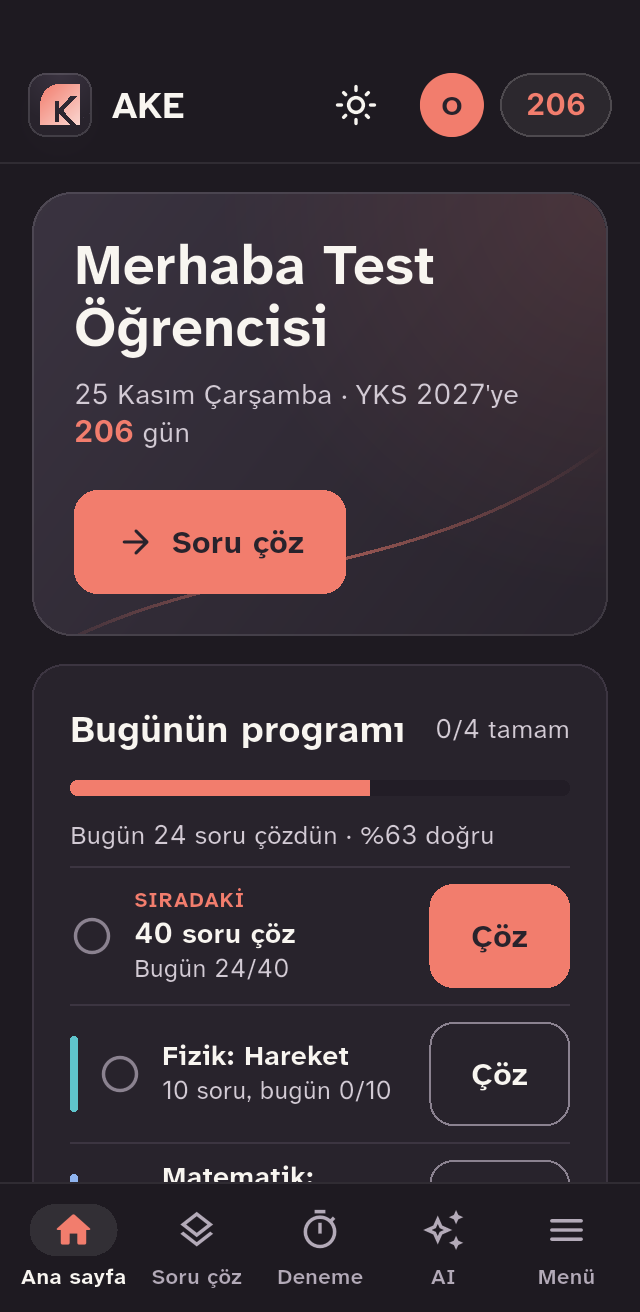 K AKE
O 206
Merhaba Test
Öğrencisi
25 Kasım Çarşamba · YKS 2027'ye
206 gün
→ Soru çöz
Bugünün programı 0/4 tamam
Bugün 24 soru çözdün · %63 doğru
SIRADAKİ
40 soru çöz
Bugün 24/40
Çöz
Fizik: Hareket
10 soru, bugün 0/10
Çöz
Matematik:
Ana sayfa Soru çöz Deneme AI Menü